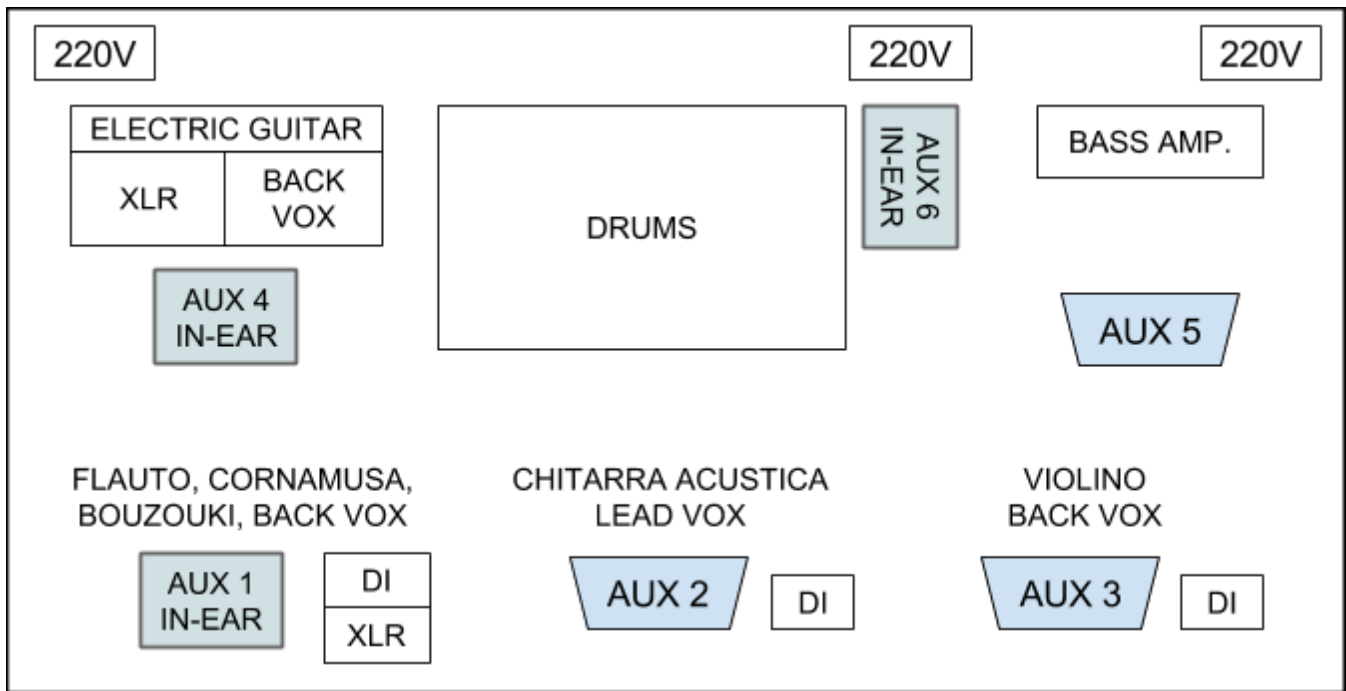 220V
220V
220V
ELECTRIC GUITAR
XLR
BACK
VOX
DRUMS
AUX 6
IN-EAR
BASS AMP.
AUX 4
IN-EAR
AUX 5
FLAUTO, CORNAMUSA,
BOUZOUKI, BACK VOX
CHITARRA ACUSTICA
LEAD VOX
VIOLINO
BACK VOX
AUX 1
IN-EAR
DI
XLR
AUX 2
DI
AUX 3
DI